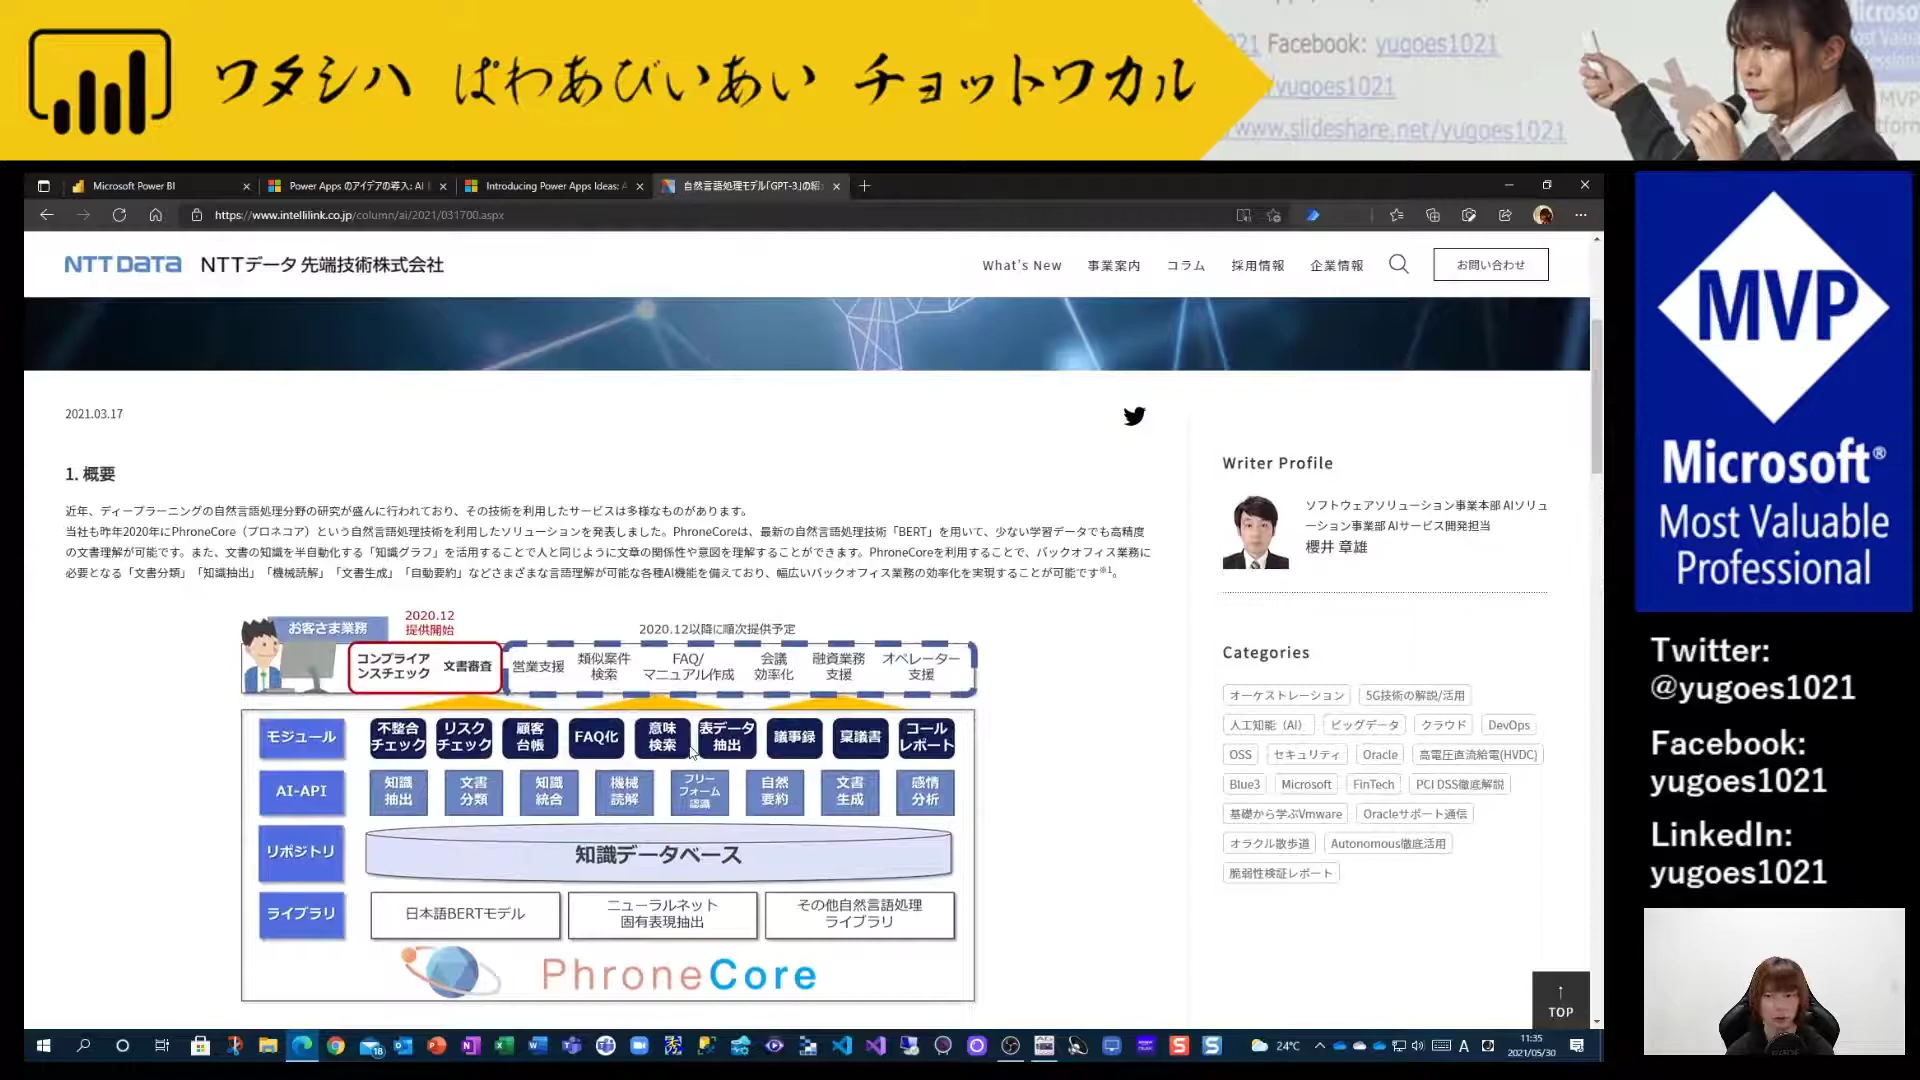 ワタシハ ぱわあびいあい チョットワカル
21 Facebook: yugoes1021
/yugoes1021
www.slideshare.net/yugoes1021
Microsoft Power BI
Power Apps のアイデアの導入: AI
Introducing Power Apps Ideas: A
自然言語処理モデル「GPT-3」の紹
https://www.intellilink.co.jp/column/ai/2021/031700.aspx
NTT DATA NTTデータ 先端技術株式会社
What's New 事業案内 コラム 採用情報 企業情報 お問い合わせ
2021.03.17
1. 概要
近年、ディープラーニングの自然言語処理分野の研究が盛んに行われており、その技術を利用したサービスは多様なものがあります。
当社も昨年2020年にPhroneCore（プロネコア）という自然言語処理技術を利用したソリューションを発表しました。PhroneCoreは、最新の自然言語処理技術「BERT」を用いて、少ない学習データでも高精度
の文書理解が可能です。また、文書の知識を半自動化する「知識グラフ」を活用することで人と同じように文章の関係性や意図を理解することができます。PhroneCoreを利用することで、バックオフィス業務に
必要となる「文書分類」「知識抽出」「機械読解」「文書生成」「自動要約」などさまざまな言語理解が可能な各種AI機能を備えており、幅広いバックオフィス業務の効率化を実現することが可能です※1。
お客さま業務
2020.12
提供開始
2020.12以降に順次提供予定
コンプライア
ンスチェック
文書審査
営業支援
類似案件
検索
FAQ/
マニュアル作成
会議
効率化
融資業務
支援
オペレーター
支援
モジュール
不整合
チェック
リスク
チェック
顧客
台帳
FAQ化
意味
検索
表データ
抽出
議事録
稟議書
コール
レポート
AI-API
知識
抽出
文書
分類
知識
統合
機械
読解
フリー
フォーム
認識
自然
要約
文書
生成
感情
分析
リポジトリ
知識データベース
ライブラリ
日本語BERTモデル
ニューラルネット
固有表現抽出
その他自然言語処理
ライブラリ
PhroneCore
Writer Profile
ソフトウェアソリューション事業本部 AIソリュ
ーション事業部 AIサービス開発担当
櫻井 章雄
Categories
オーケストレーション 5G技術の解説/活用
人工知能（AI） ビッグデータ クラウド DevOps
OSS セキュリティ Oracle 高電圧直流給電(HVDC)
Blue3 Microsoft FinTech PCI DSS徹底解説
基礎から学ぶVmware Oracleサポート通信
オラクル散歩道 Autonomous徹底活用
脆弱性検証レポート
↑
TOP
24°C
A
11:35
2021/05/30
MVP
Microsoft®
Most Valuable
Professional
Twitter:
@yugoes1021
Facebook:
yugoes1021
LinkedIn:
yugoes1021